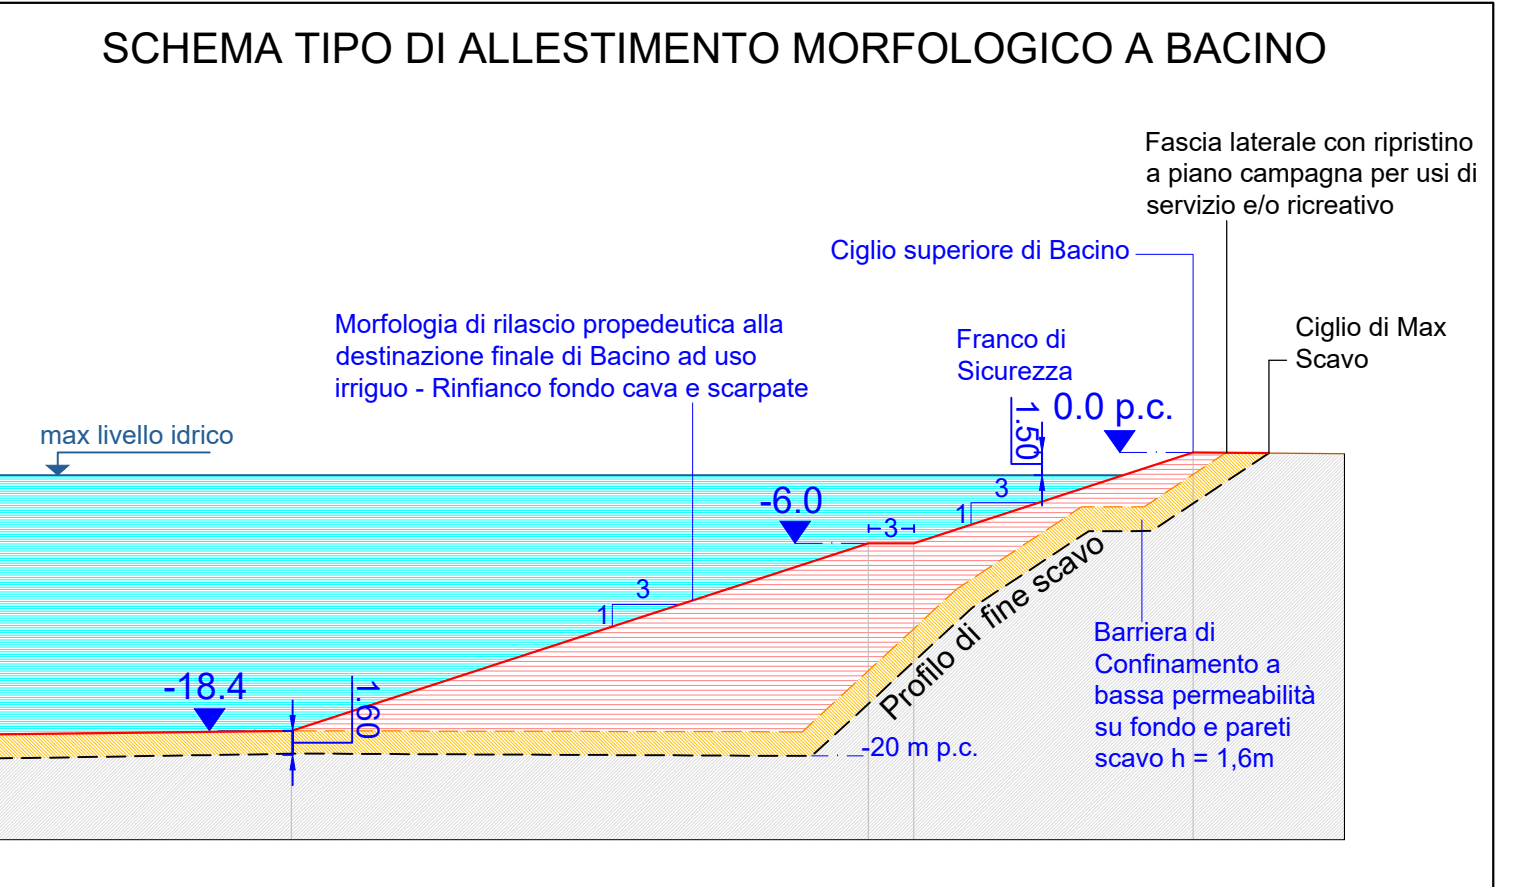 SCHEMA TIPO DI ALLESTIMENTO MORFOLOGICO A BACINO
Fascia laterale con ripristino
a piano campagna per usi di
servizio e/o ricreativo
Ciglio superiore di Bacino
Morfologia di rilascio propedeutica alla
destinazione finale di Bacino ad uso
irriguo - Rinfianco fondo cava e scarpate
Franco di
Sicurezza
Ciglio di Max
Scavo
1.50
0.0 p.c.
max livello idrico
-6.0
3
1
3
3
1
Profilo di fine scavo
Barriera di
Confinamento a
bassa permeabilità
su fondo e pareti
scavo h = 1,6m
-18.4
1.60
-20 m p.c.